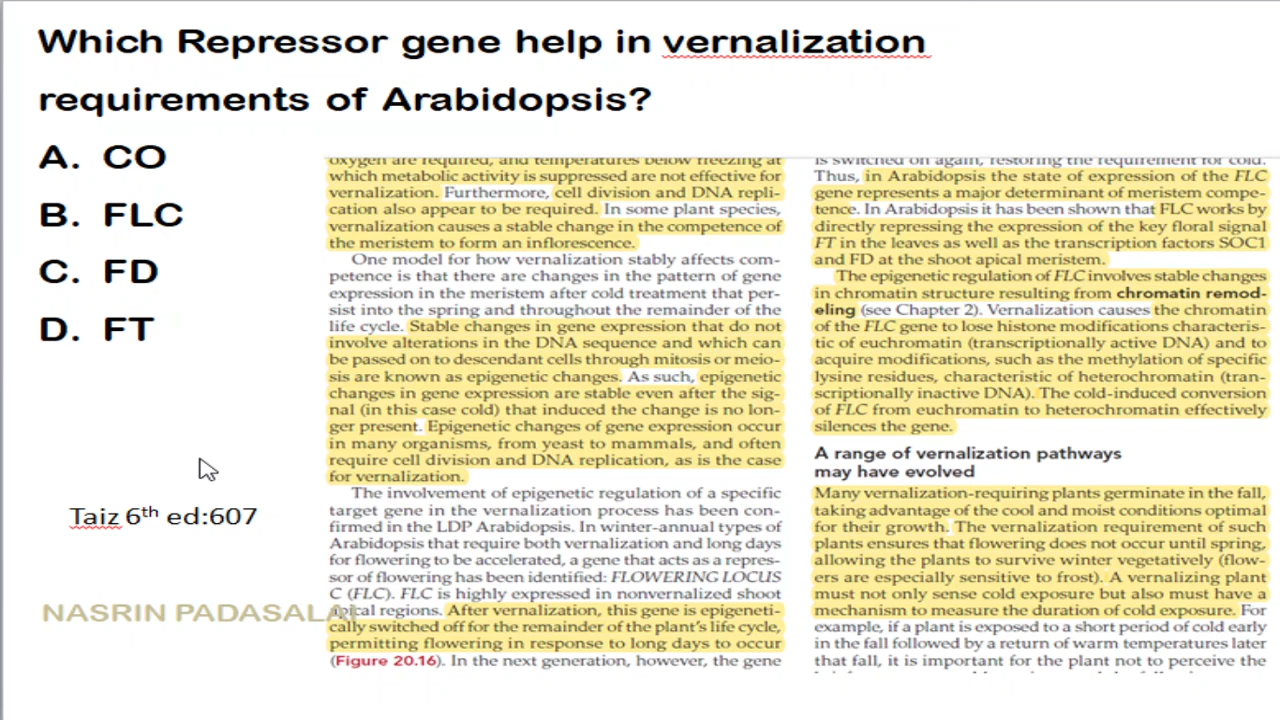 Which Repressor gene help in vernalization
requirements of Arabidopsis?
A. CO
B. FLC
C. FD
D. FT
Taiz 6th ed:607
NASRIN PADASALAI
oxygen are required, and temperatures below freezing at
which metabolic activity is suppressed are not effective for
vernalization. Furthermore, cell division and DNA repli-
cation also appear to be required. In some plant species,
vernalization causes a stable change in the competence of
the meristem to form an inflorescence.
One model for how vernalization stably affects com-
petence is that there are changes in the pattern of gene
expression in the meristem after cold treatment that per-
sist into the spring and throughout the remainder of the
life cycle. Stable changes in gene expression that do not
involve alterations in the DNA sequence and which can
be passed on to descendant cells through mitosis or meio-
sis are known as epigenetic changes. As such, epigenetic
changes in gene expression are stable even after the sig-
nal (in this case cold) that induced the change is no lon-
ger present. Epigenetic changes of gene expression occur
in many organisms, from yeast to mammals, and often
require cell division and DNA replication, as is the case
for vernalization.
The involvement of epigenetic regulation of a specific
target gene in the vernalization process has been con-
firmed in the LDP Arabidopsis. In winter-annual types of
Arabidopsis that require both vernalization and long days
for flowering to be accelerated, a gene that acts as a repres-
sor of flowering has been identified: FLOWERING LOCUS
C (FLC). FLC is highly expressed in nonvernalized shoot
apical regions. After vernalization, this gene is epigeneti-
cally switched off for the remainder of the plant's life cycle,
permitting flowering in response to long days to occur
(Figure 20.16). In the next generation, however, the gene
is switched on again, restoring the requirement for cold.
Thus, in Arabidopsis the state of expression of the FLC
gene represents a major determinant of meristem compe-
tence. In Arabidopsis it has been shown that FLC works by
directly repressing the expression of the key floral signal
FT in the leaves as well as the transcription factors SOC1
and FD at the shoot apical meristem.
The epigenetic regulation of FLC involves stable changes
in chromatin structure resulting from chromatin remod-
eling (see Chapter 2). Vernalization causes the chromatin
of the FLC gene to lose histone modifications characteris-
tic of euchromatin (transcriptionally active DNA) and to
acquire modifications, such as the methylation of specific
lysine residues, characteristic of heterochromatin (tran-
scriptionally inactive DNA). The cold-induced conversion
of FLC from euchromatin to heterochromatin effectively
silences the gene.
A range of vernalization pathways
may have evolved
Many vernalization-requiring plants germinate in the fall,
taking advantage of the cool and moist conditions optimal
for their growth. The vernalization requirement of such
plants ensures that flowering does not occur until spring,
allowing the plants to survive winter vegetatively (flow-
ers are especially sensitive to frost). A vernalizing plant
must not only sense cold exposure but also must have a
mechanism to measure the duration of cold exposure. For
example, if a plant is exposed to a short period of cold early
in the fall followed by a return of warm temperatures later
that fall, it is important for the plant not to perceive the